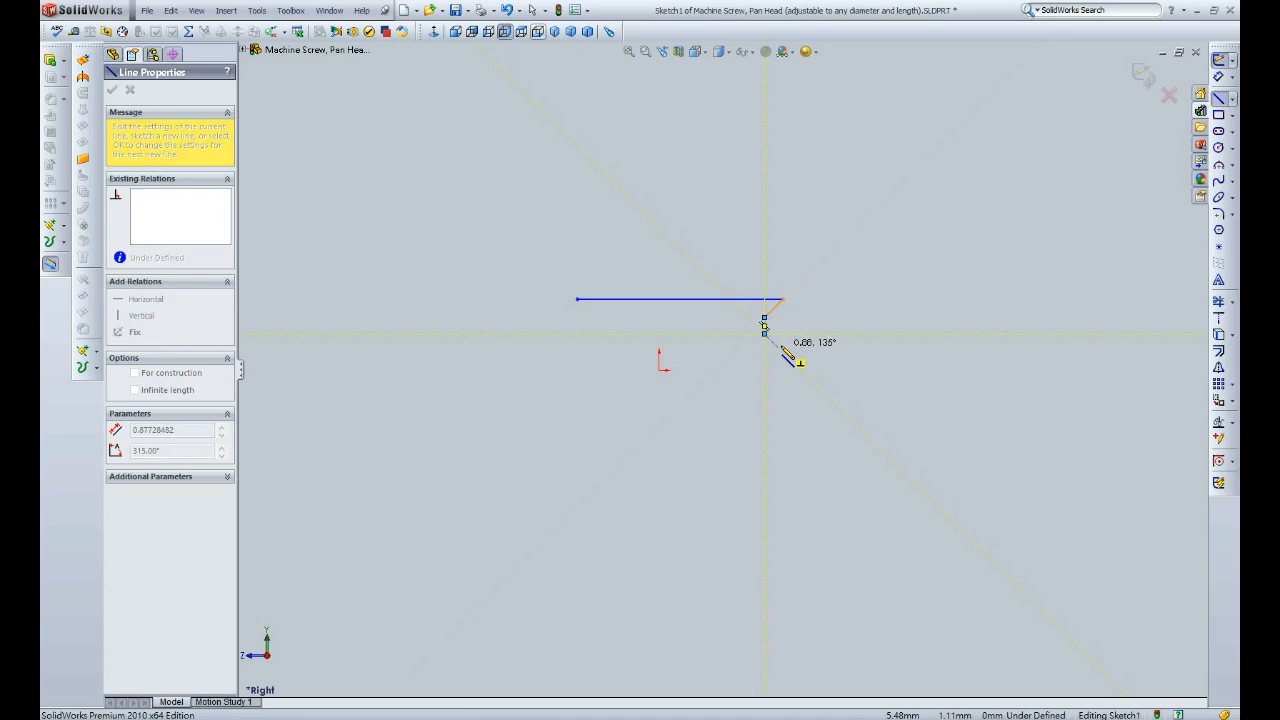 SolidWorks
File
Edit
View
Insert
Tools
Toolbox
Window
Help
Sketch1 of Machine Screw, Pan Head (adjustable to any diameter and length).SLDPRT *
SolidWorks Search
Machine Screw, Pan Hea...
Line Properties
?
Message
Edit the settings of the current
line, sketch a new line, or select
OK to change the settings for
the next new line.
Existing Relations
Under Defined
Add Relations
Horizontal
Vertical
Fix
Options
For construction
Infinite length
Parameters
0.87728482
315.00°
Additional Parameters
0.86, 135°
Y
Z
*Right
Model
Motion Study 1
SolidWorks Premium 2010 x64 Edition
5.48mm
1.11mm
0mm Under Defined
Editing Sketch1